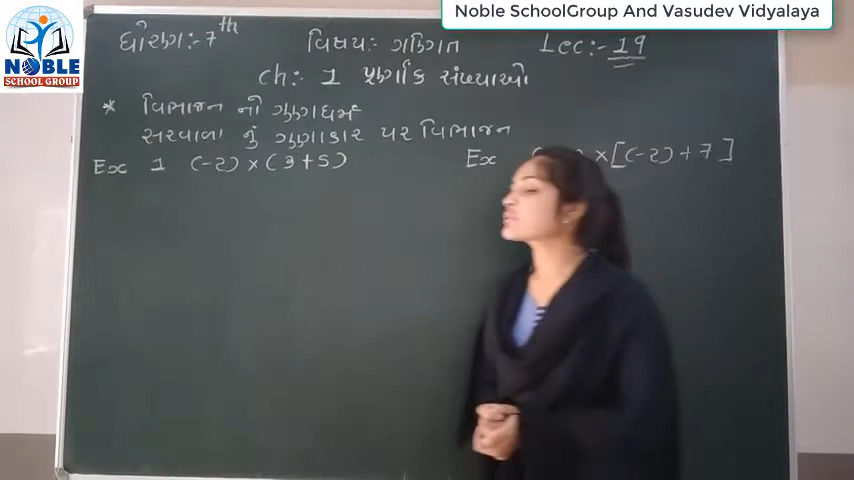 Noble SchoolGroup And Vasudev Vidyalaya
NOBLE
SCHOOL GROUP
ધોરણ:- 7th વિષય:- ગણિત Lec:- 19
ch:- 1 પૂર્ણાંક સંખ્યાઓ
* વિભાજન નો ગુણધર્મ
સરવાળા નું ગુણાકાર પર વિભાજન
Ex 1 (-2) × (3+5) Ex × [(-2) + 7]